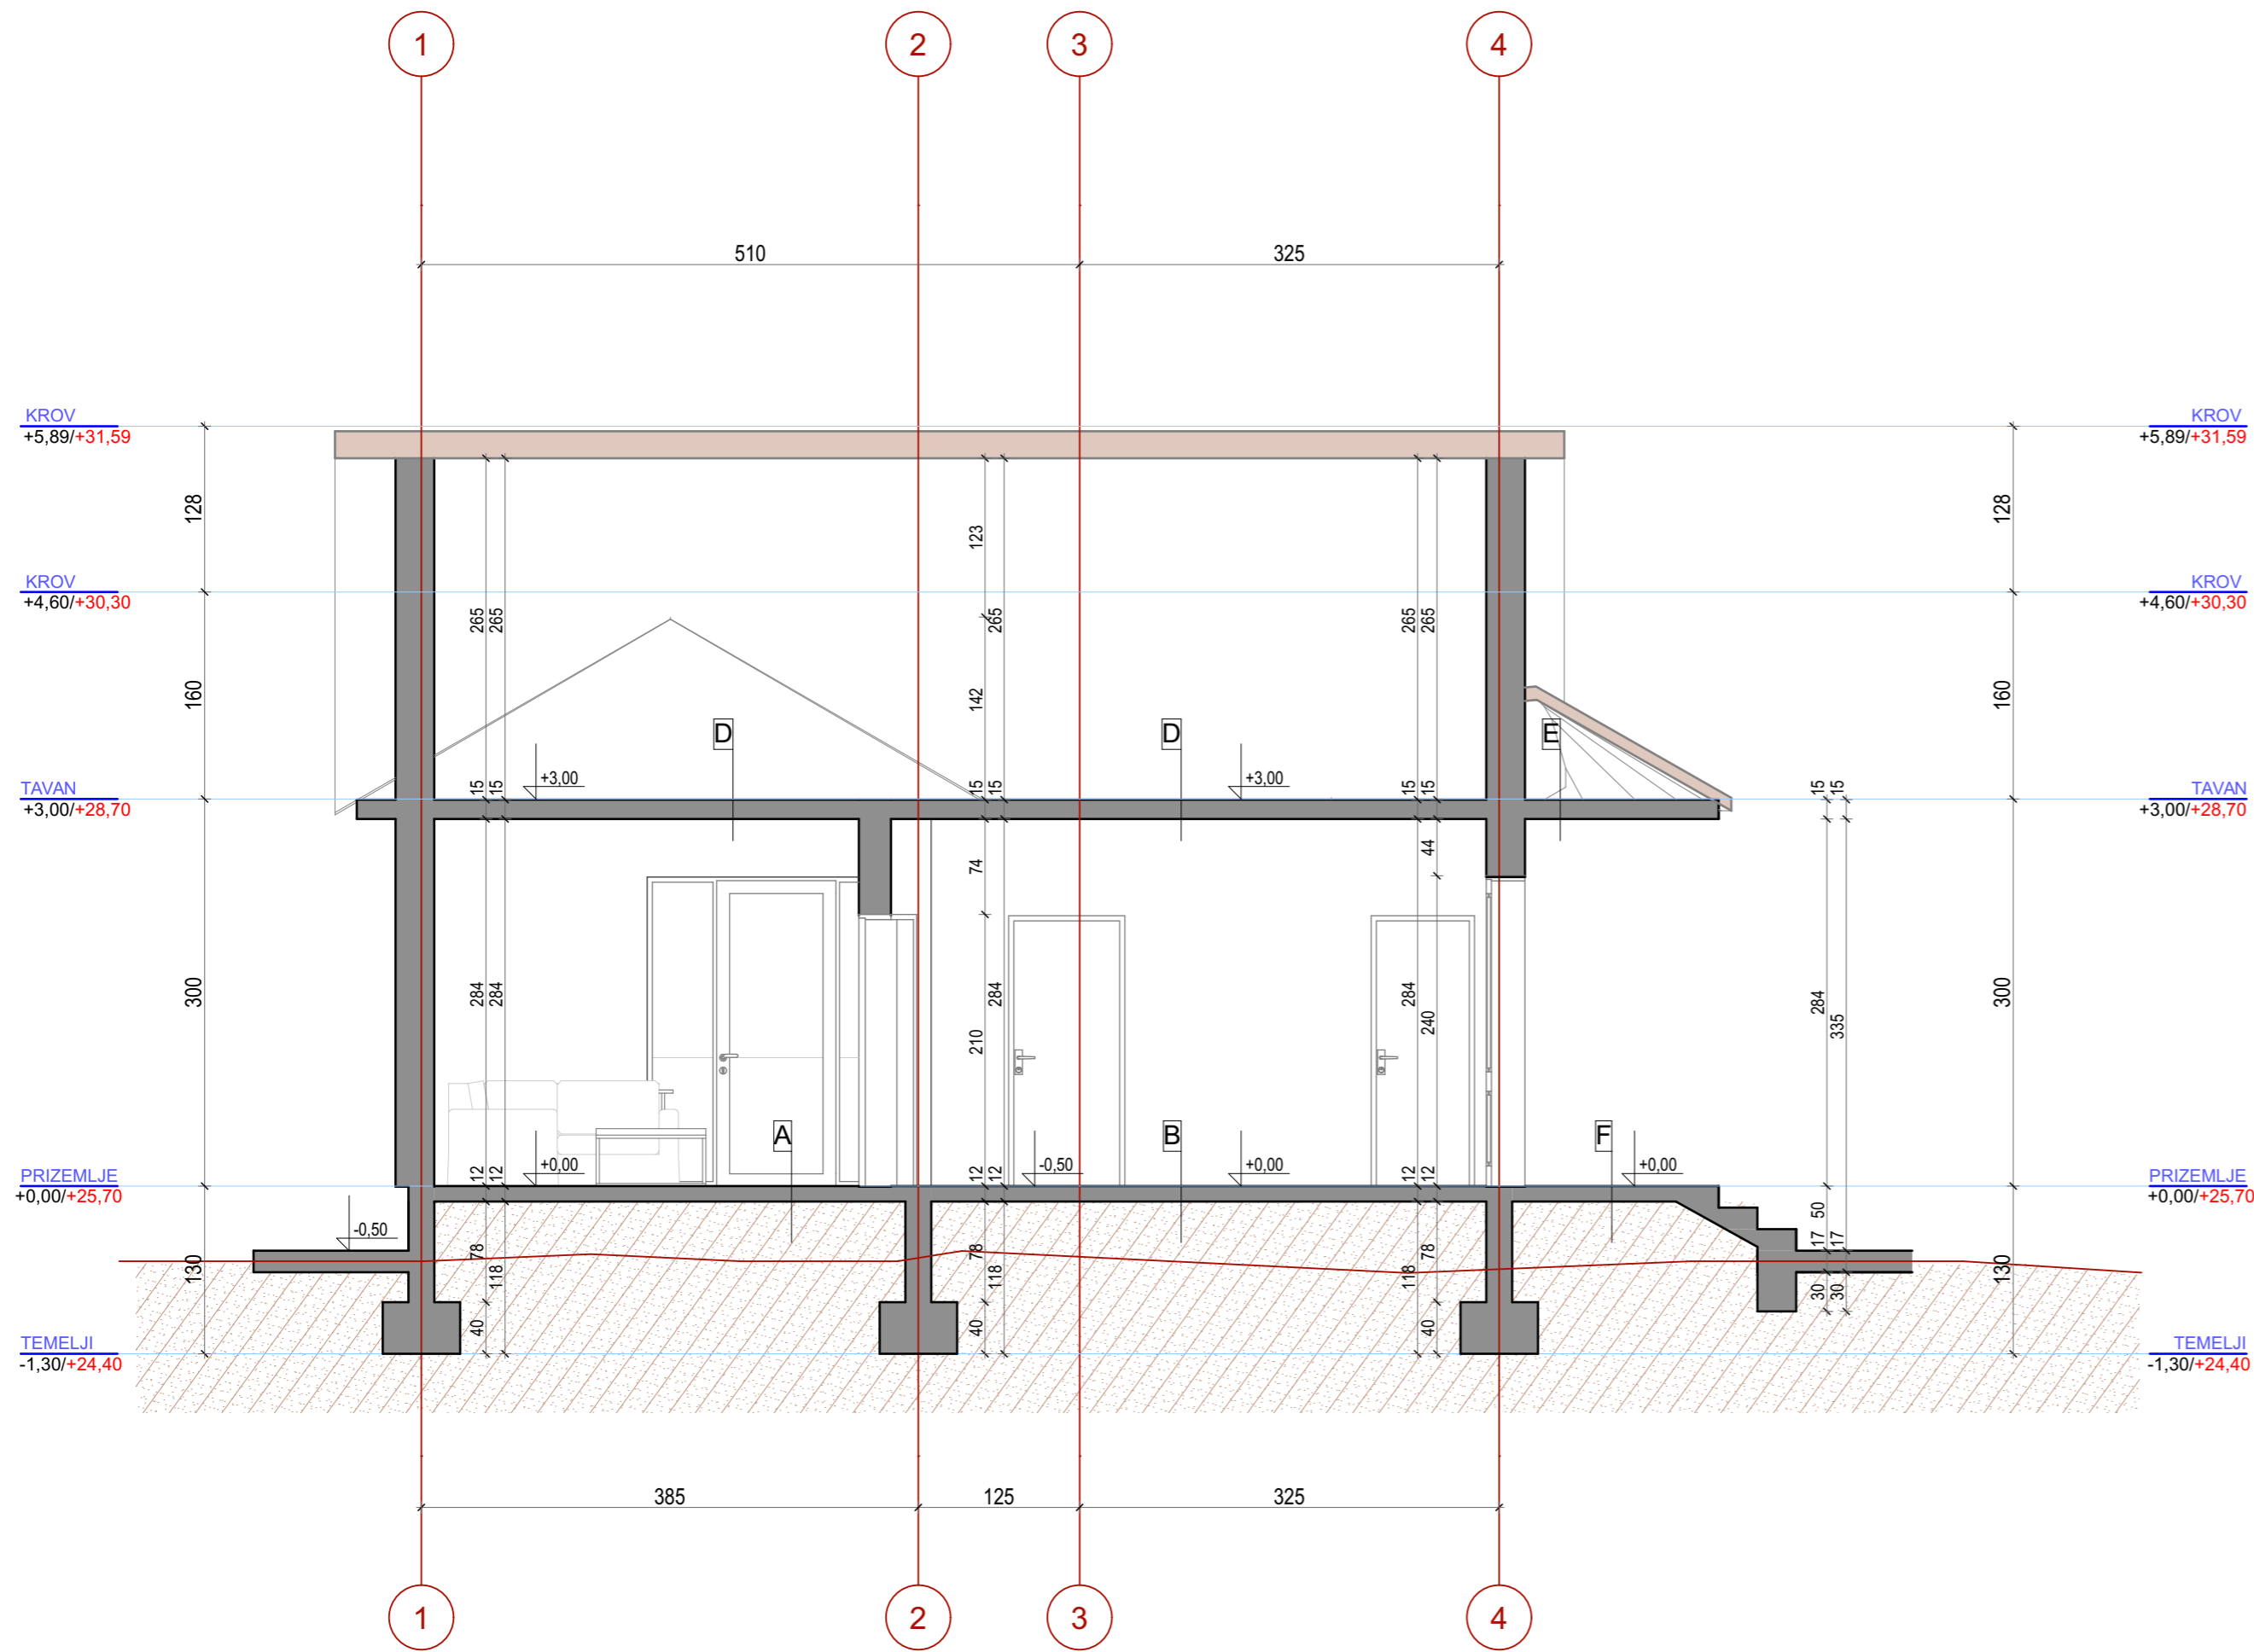 1 2 3 4
510 325
KROV KROV
+5,89/+31,59 +5,89/+31,59
128 123 128
KROV KROV
+4,60/+30,30 +4,60/+30,30
265 265 265 265 265
160 142 160
D D E
TAVAN +3,00 +3,00 TAVAN
15 15 15 15 15 15 15 15
+3,00/+28,70 +3,00/+28,70
74 44
300 284 284 284 284 284 300
210 240 335
A B F
PRIZEMLJE +0,00 -0,50 +0,00 +0,00 PRIZEMLJE
12 12 12 12 12 12
+0,00/+25,70 +0,00/+25,70
-0,50 50
17 17
130 78 78 78 130
118 118 118
30 30
40 40 40
TEMELJI TEMELJI
-1,30/+24,40 -1,30/+24,40
385 125 325
1 2 3 4